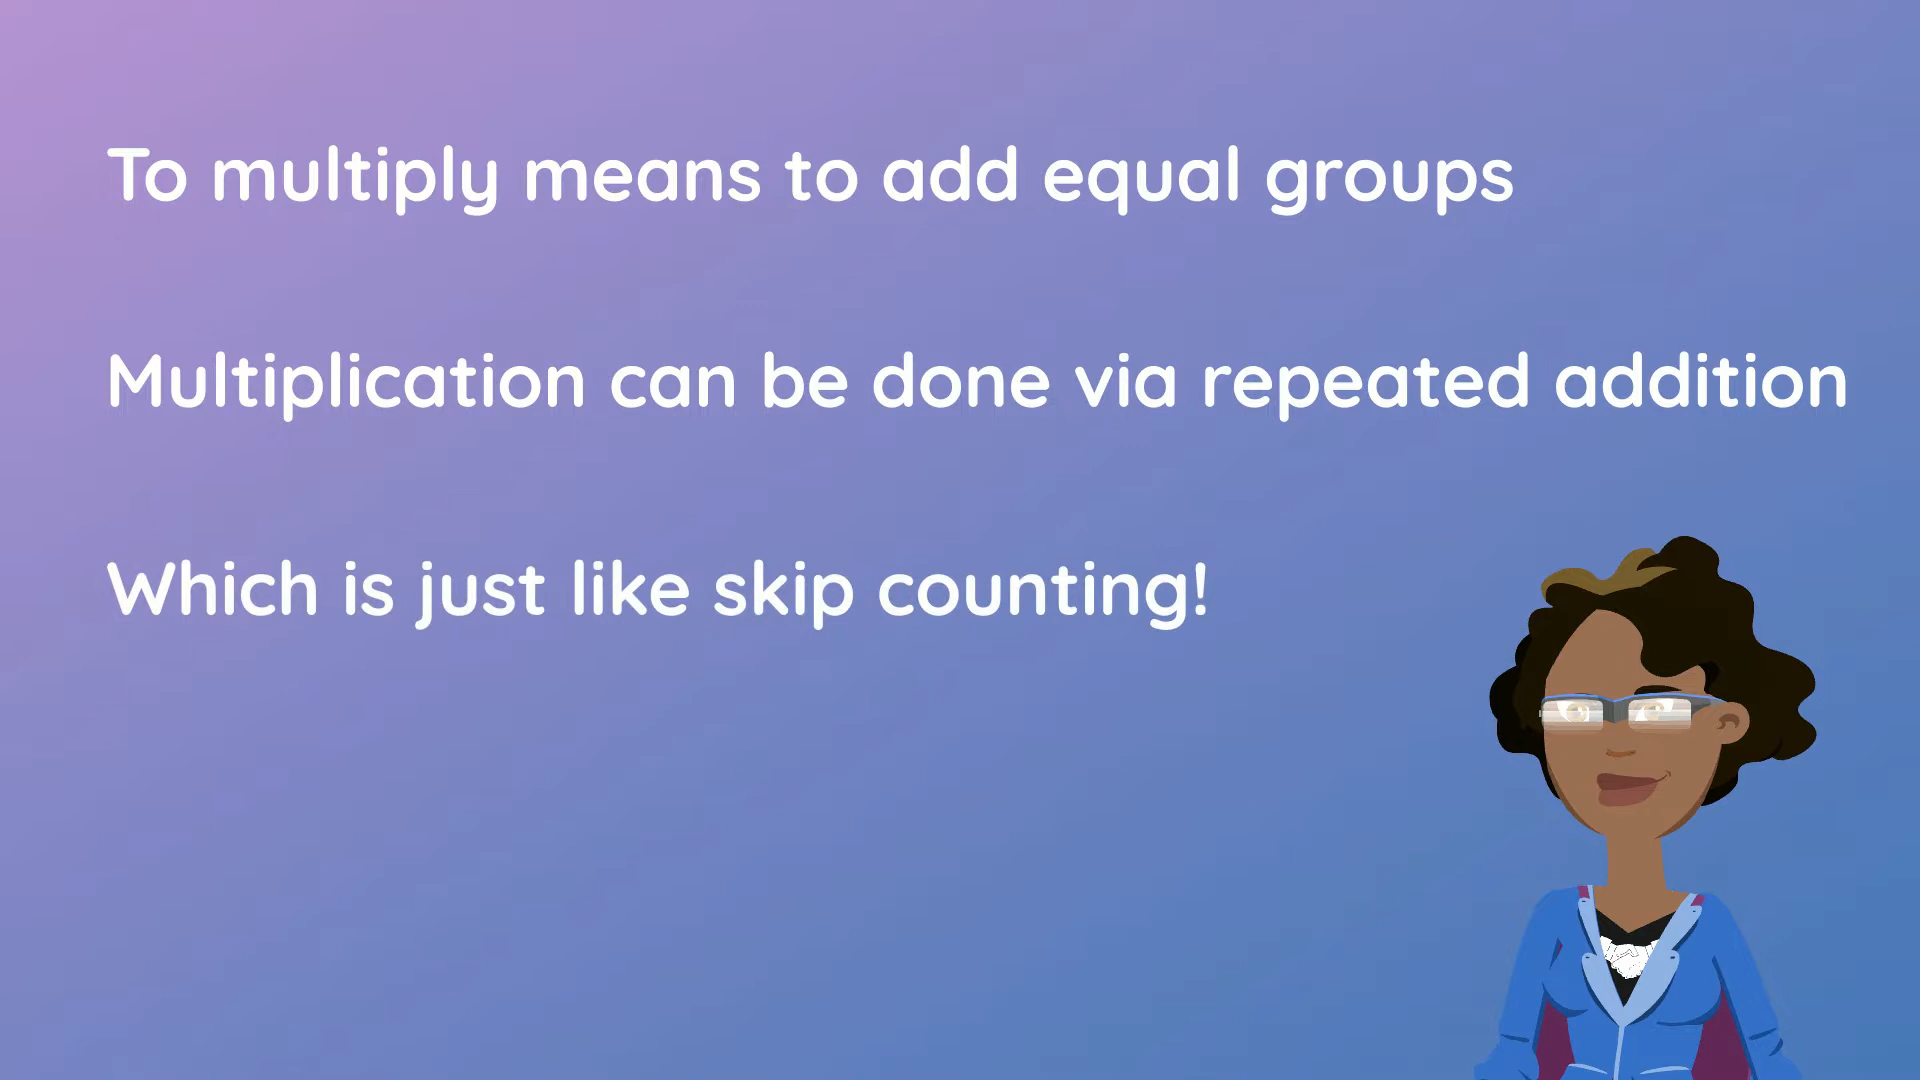 To multiply means to add equal groups
Multiplication can be done via repeated addition
Which is just like skip counting!